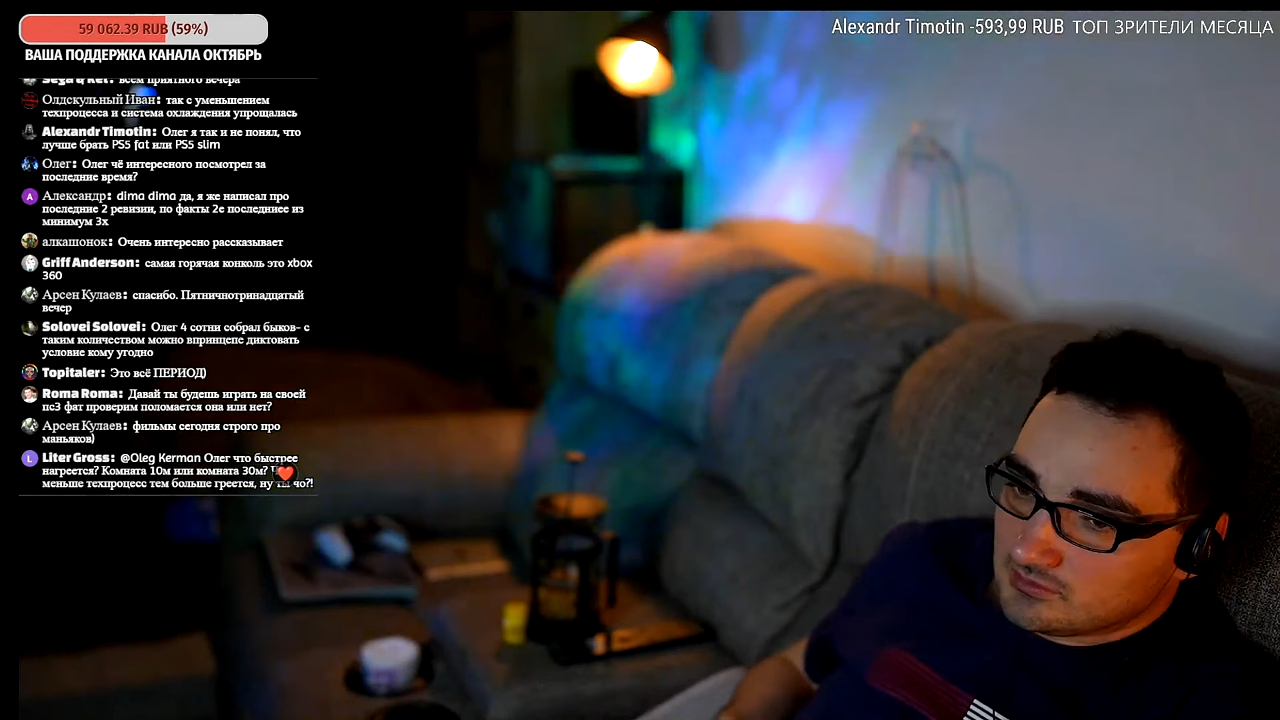 59 062.39 RUB (59%)
ВАША ПОДДЕРЖКА КАНАЛА ОКТЯБРЬ
Alexandr Timotin -593,99 RUB ТОП ЗРИТЕЛИ МЕСЯЦА
всем приятного вечера
Олдскульный Иван: так с уменьшением
техпроцесса и система охлаждения упрощалась
Alexandr Timotin: Олег я так и не понял, что
лучше брать PS5 fat или PS5 slim
Олег: Олег чё интересного посмотрел за
последние время?
А Александр: dima dima да, я же написал про
последние 2 ревизии, по факты 2е последниее из
минимум 3х
алкашонок: Очень интересно рассказывает
Griff Anderson: самая горячая конколь это xbox
360
Арсен Кулаев: спасибо. Пятничнотринадцатый
вечер
Solovei Solovei: Олег 4 сотни собрал быков- с
таким количеством можно впринцепе диктовать
условие кому угодно
Topitaler: Это всё ПЕРИОД)
Roma Roma: Давай ты будешь играть на своей
пс3 фат проверим поломается она или нет?
Арсен Кулаев: фильмы сегодня строго про
маньяков)
L Liter Gross: @Oleg Kerman Олег что быстрее
нагреется? Комната 10м или комната 30м?
меньше техпроцесс тем больше греется, ну чо?!